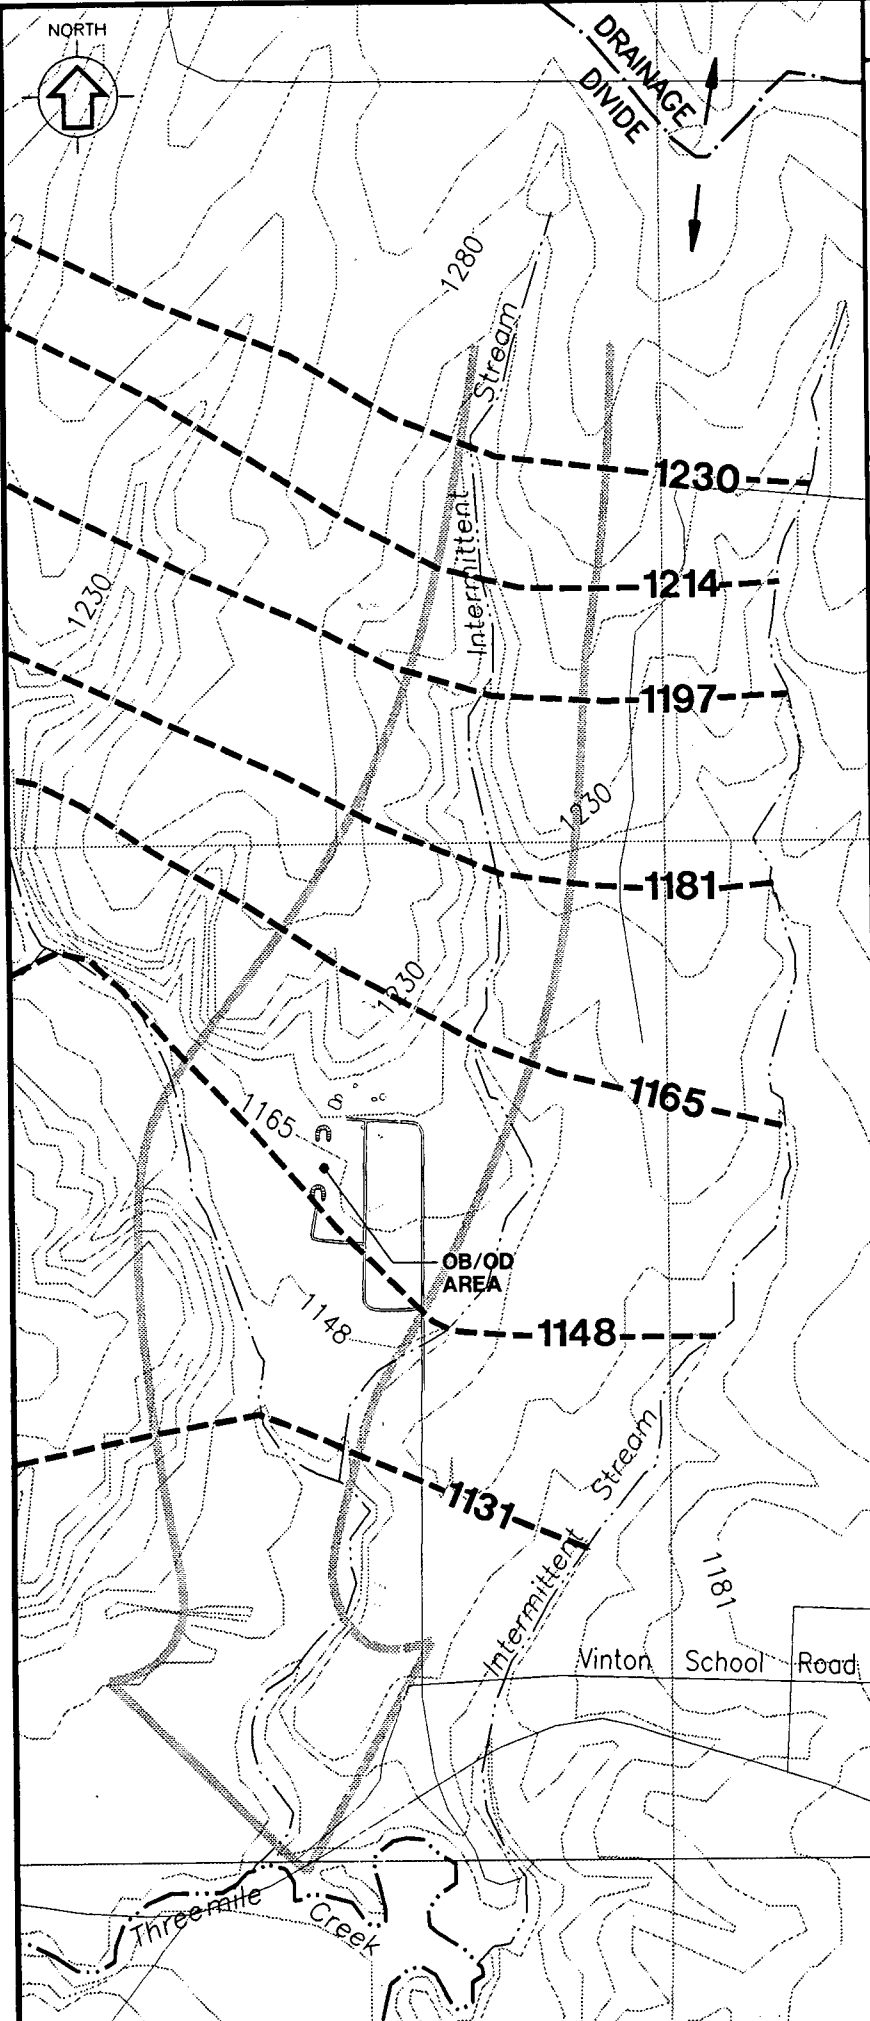 NORTH
DRAINAGE
DIVIDE
1280
Stream
Intermittent
1230
1214
1230
1197
1230
1181
1230
1165
1165
OB/OD
AREA
1148
1148
1131
Stream
Intermittent
1181
Vinton School Road
Threemile Creek